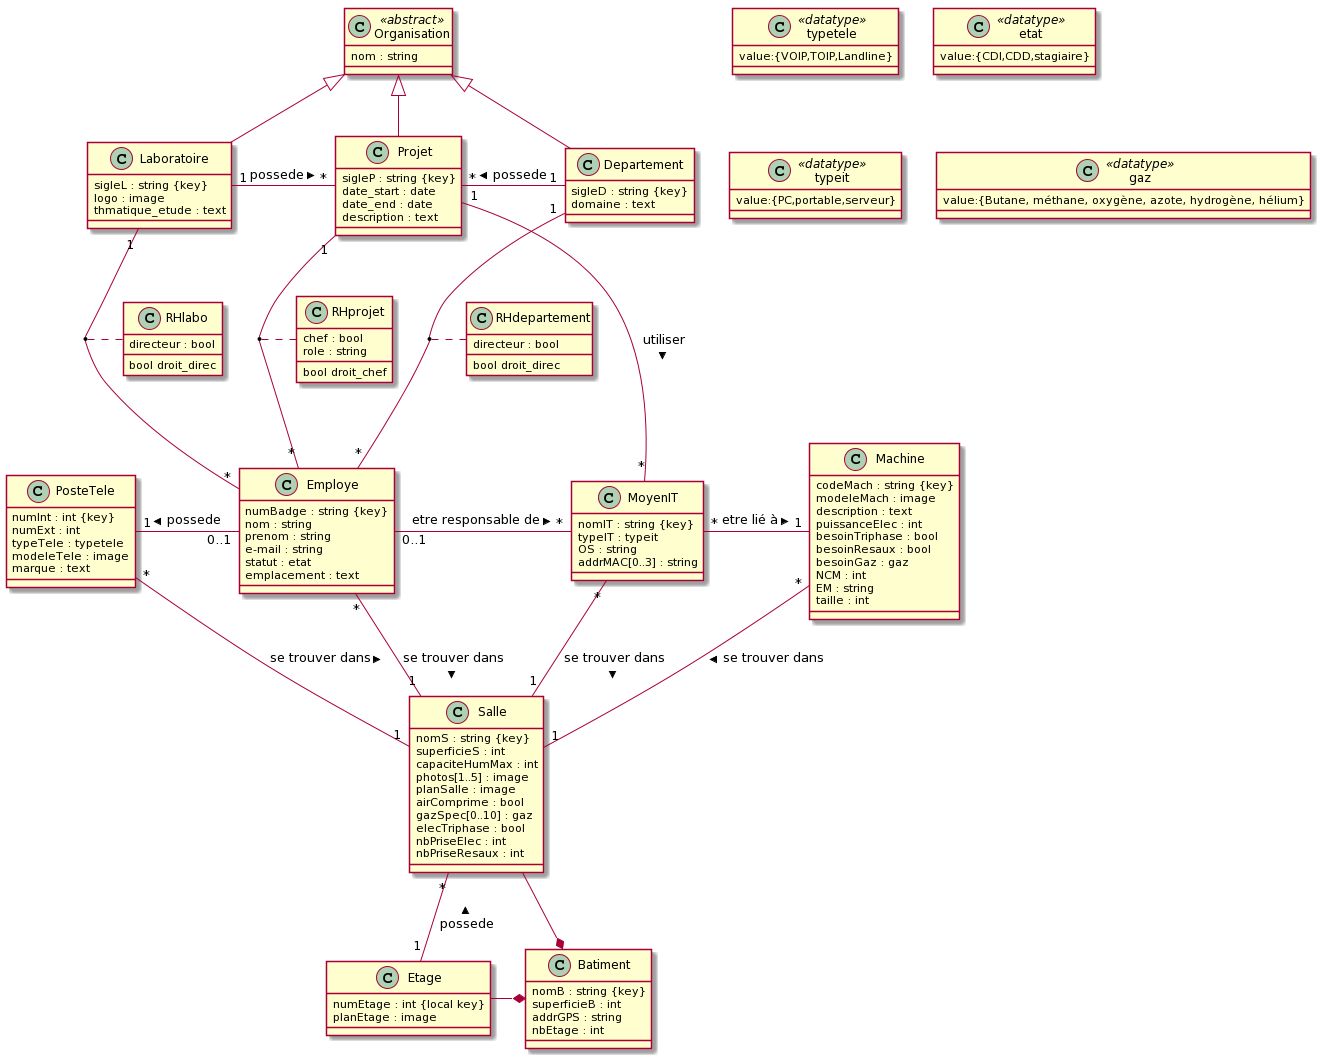 «abstract»
Organisation
nom : string
«datatype»
typetele
value:{VOIP,TOIP,Landline}
«datatype»
etat
value:{CDI,CDD,stagiaire}
Laboratoire
sigleL : string {key}
logo : image
thmatique_etude : text
1 possede ► *
Projet
sigleP : string {key}
date_start : date
date_end : date
description : text
* ◄ possede 1
Departement
sigleD : string {key}
domaine : text
«datatype»
typeit
value:{PC,portable,serveur}
«datatype»
gaz
value:{Butane, méthane, oxygène, azote, hydrogène, hélium}
1
1
1
1
RHlabo
directeur : bool
bool droit_direc
RHprojet
chef : bool
role : string
bool droit_chef
RHdepartement
directeur : bool
bool droit_direc
utiliser
▼
*
*
*
*
PosteTele
numInt : int {key}
numExt : int
typeTele : typetele
modeleTele : image
marque : text
1 ◄ possede
0..1
Employe
numBadge : string {key}
nom : string
prenom : string
e-mail : string
statut : etat
emplacement : text
etre responsable de ► *
0..1
MoyenIT
nomIT : string {key}
typeIT : typeit
OS : string
addrMAC[0..3] : string
* etre lié à ► 1
Machine
codeMach : string {key}
modeleMach : image
description : text
puissanceElec : int
besoinTriphase : bool
besoinResaux : bool
besoinGaz : gaz
NCM : int
EM : string
taille : int
*
*
*
*
se trouver dans ►
se trouver dans
▼
se trouver dans
▼
◄ se trouver dans
1
1
1
1
Salle
nomS : string {key}
superficieS : int
capaciteHumMax : int
photos[1..5] : image
planSalle : image
airComprime : bool
gazSpec[0..10] : gaz
elecTriphase : bool
nbPriseElec : int
nbPriseResaux : int
*
▲
possede
1
Etage
numEtage : int {local key}
planEtage : image
Batiment
nomB : string {key}
superficieB : int
addrGPS : string
nbEtage : int